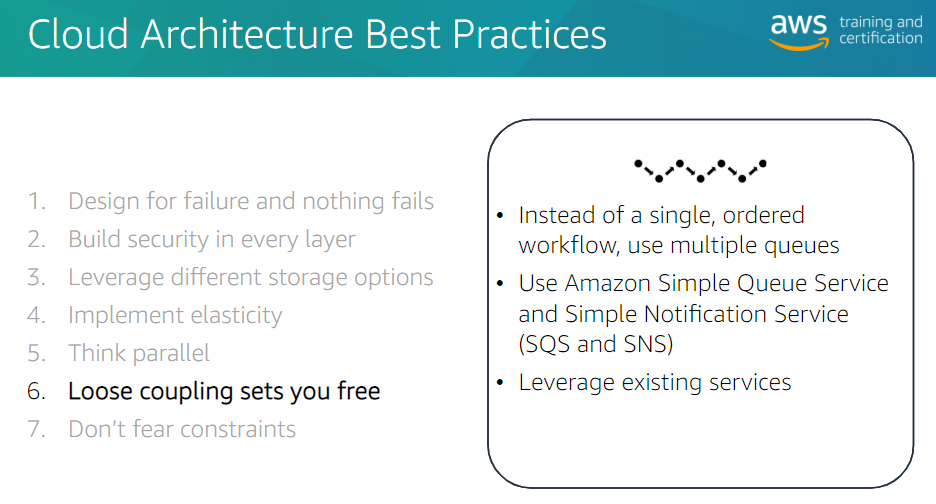 Cloud Architecture Best Practices
aws training and
certification
1. Design for failure and nothing fails
2. Build security in every layer
3. Leverage different storage options
4. Implement elasticity
5. Think parallel
6. Loose coupling sets you free
7. Don’t fear constraints
• Instead of a single, ordered
workflow, use multiple queues
• Use Amazon Simple Queue Service
and Simple Notification Service
(SQS and SNS)
• Leverage existing services